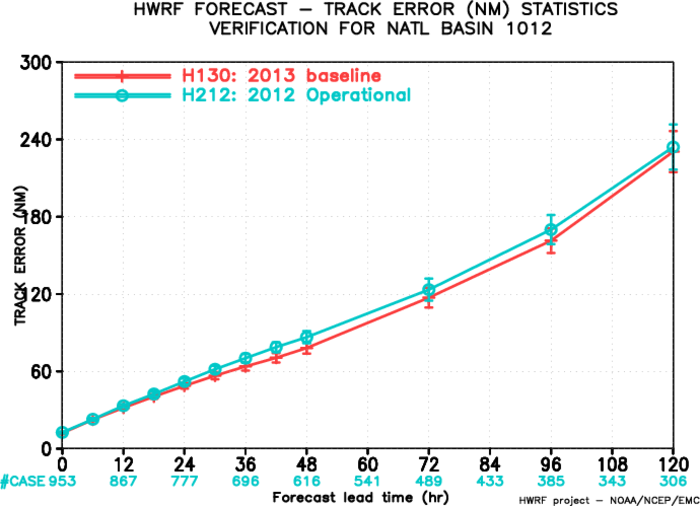 HWRF FORECAST – TRACK ERROR (NM) STATISTICS
VERIFICATION FOR NATL BASIN 1012
H130: 2013 baseline
H212: 2012 Operational
TRACK ERROR (NM)
300
240
180
120
60
0
0 12 24 36 48 60 72 84 96 108 120
#CASE 953 867 777 696 616 541 489 433 385 343 306
Forecast lead time (hr)
HWRF project – NOAA/NCEP/EMC